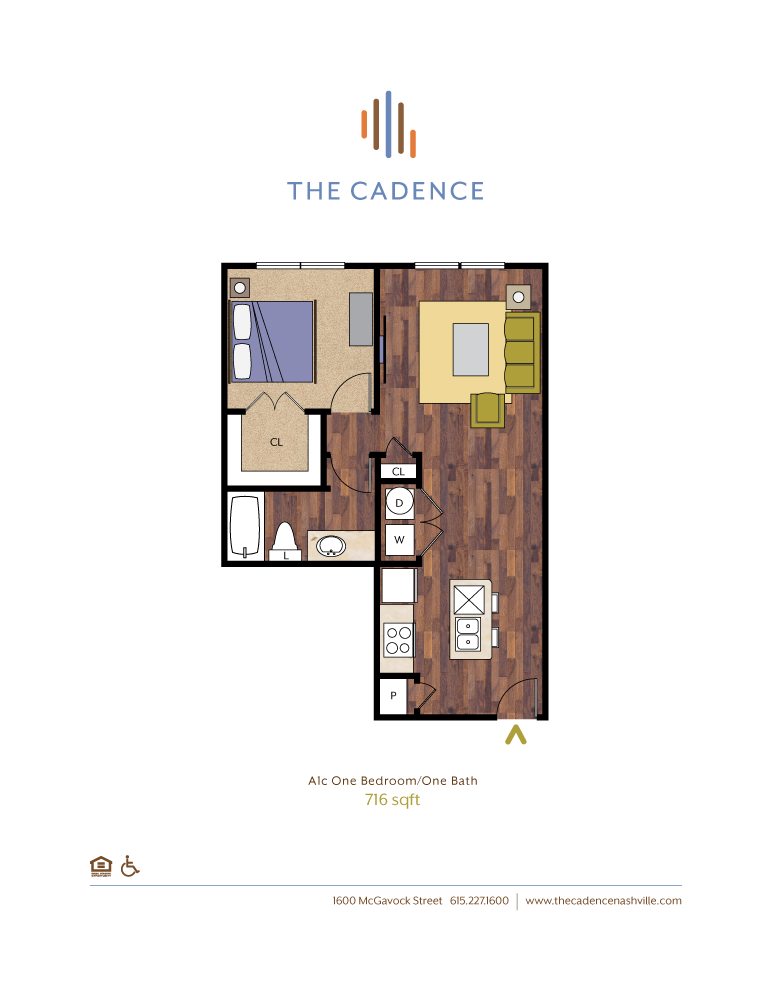 THE CADENCE
CL
CL
D
W
L
P
A1c One Bedroom/One Bath
716 sqft
1600 McGavock Street 615.227.1600 | www.thecadencenashville.com